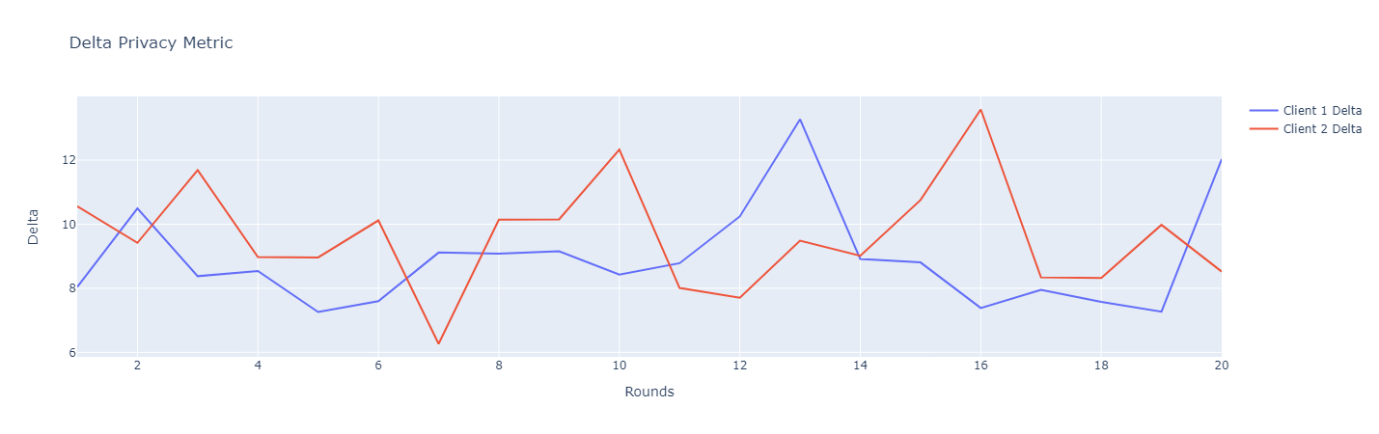 Delta Privacy Metric
Client 1 Delta
Client 2 Delta
12
10
8
6
Delta
2 4 6 8 10 12 14 16 18 20
Rounds